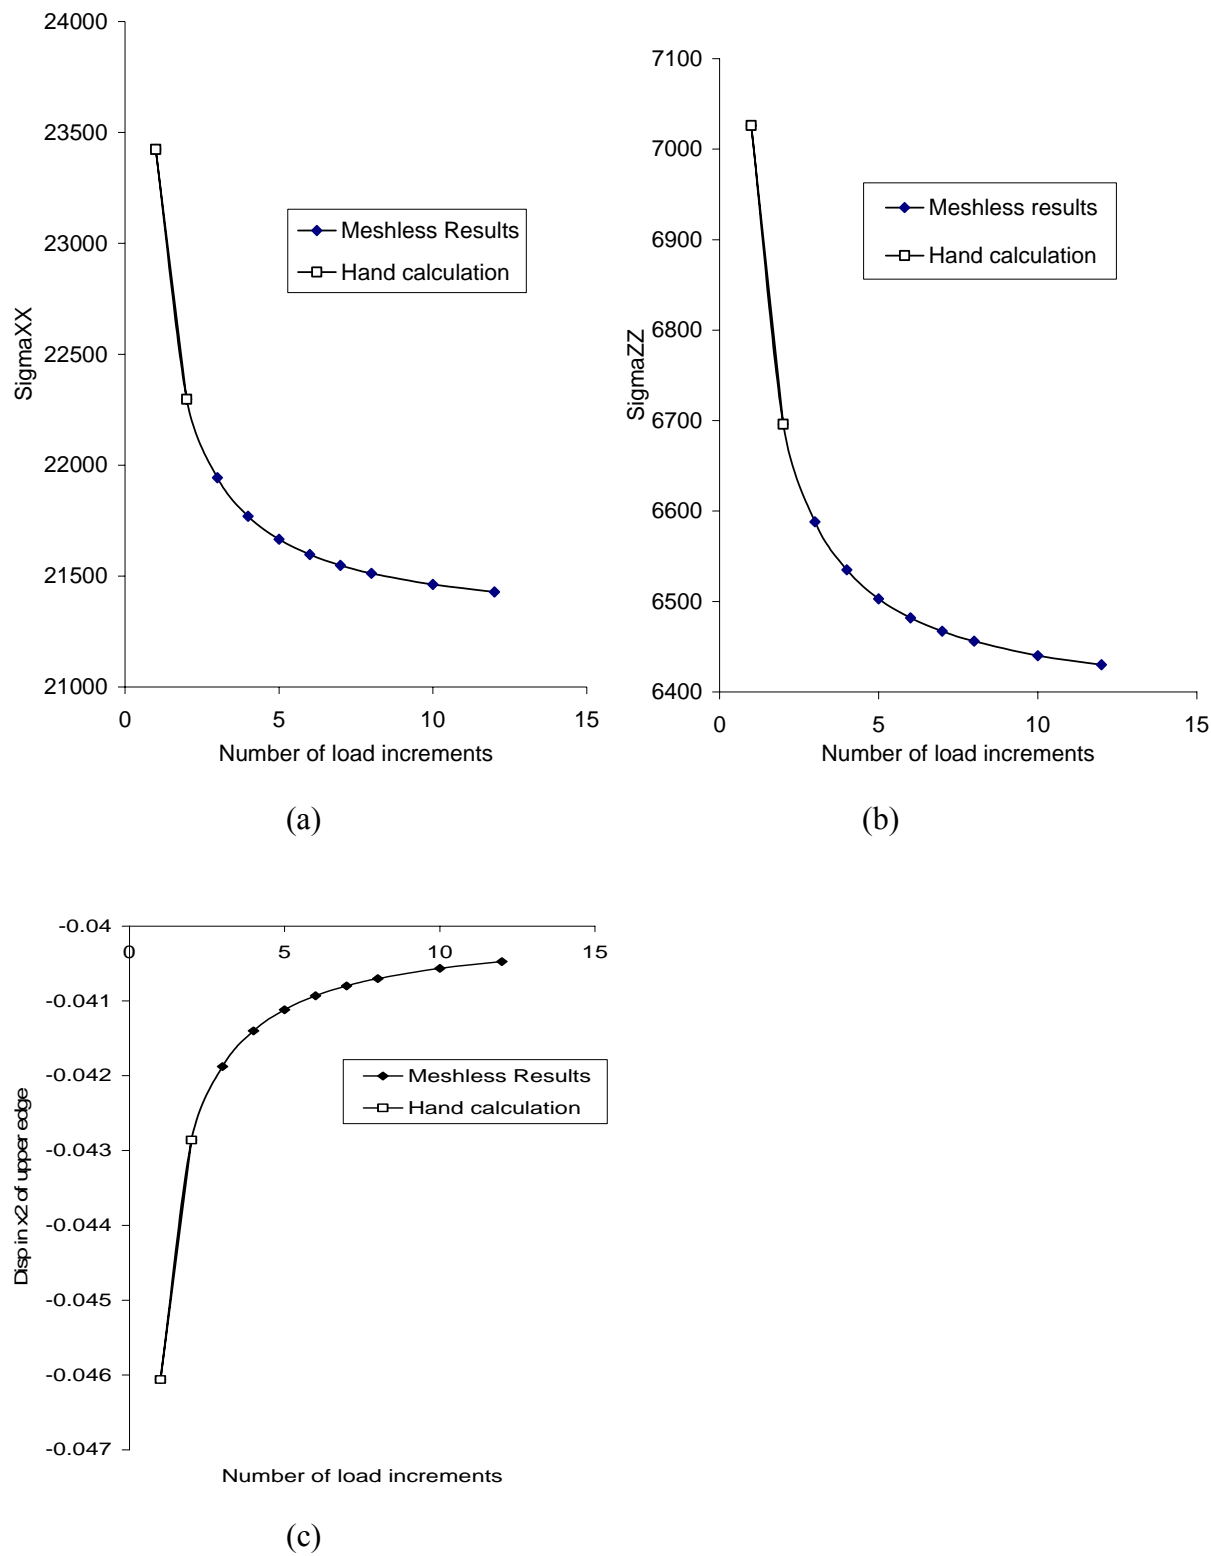 24000
23500
23000
22500
22000
21500
21000
0 5 10 15
SigmaXX
Number of load increments
Meshless Results
Hand calculation
(a)
7100
7000
6900
6800
6700
6600
6500
6400
0 5 10 15
SigmaZZ
Number of load increments
Meshless results
Hand calculation
(b)
-0.04
-0.041
-0.042
-0.043
-0.044
-0.045
-0.046
-0.047
0 5 10 15
Disp in x2 of upper edge
Meshless Results
Hand calculation
Number of load increments
(c)